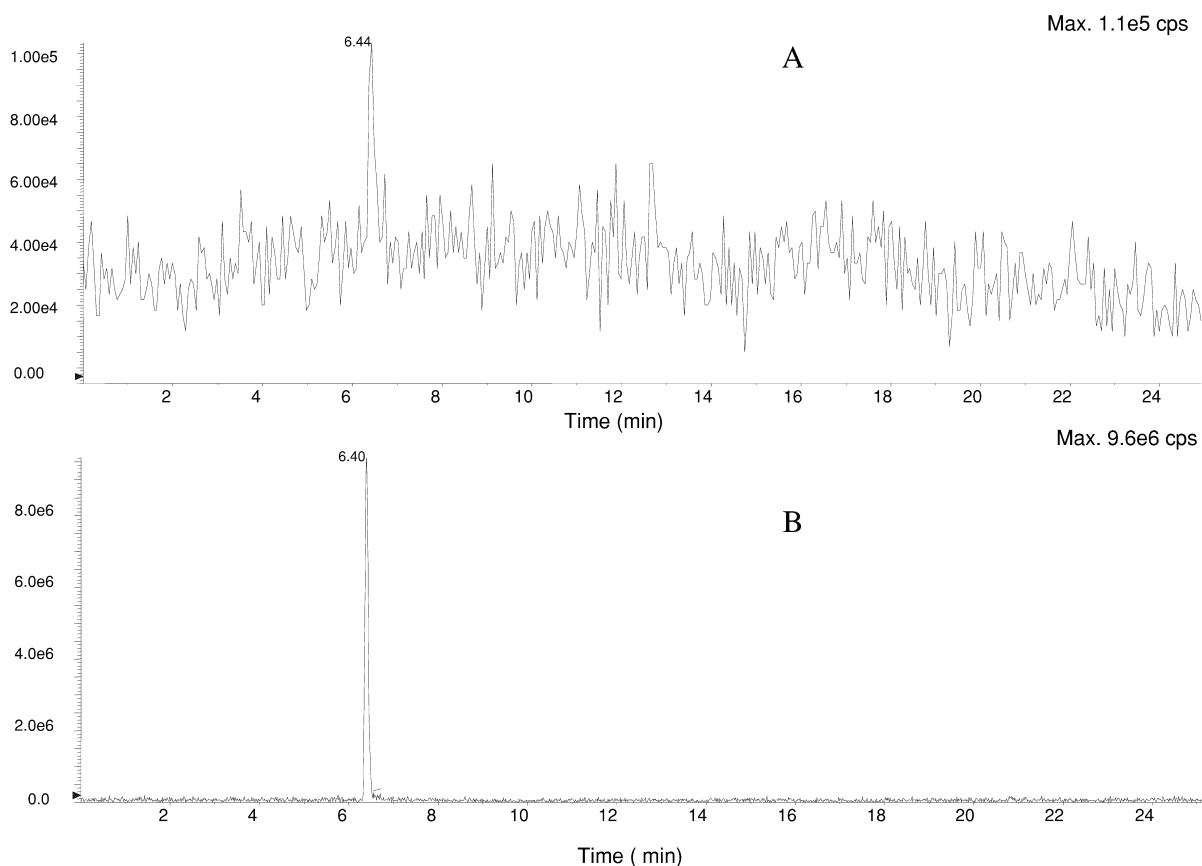 Max. 1.1e5 cps
6.44
A
1.00e5
8.00e4
6.00e4
4.00e4
2.00e4
0.00
2 4 6 8 10 12 14 16 18 20 22 24
Time (min)
Max. 9.6e6 cps
6.40
B
8.0e6
6.0e6
4.0e6
2.0e6
0.0
2 4 6 8 10 12 14 16 18 20 22 24
Time ( min)